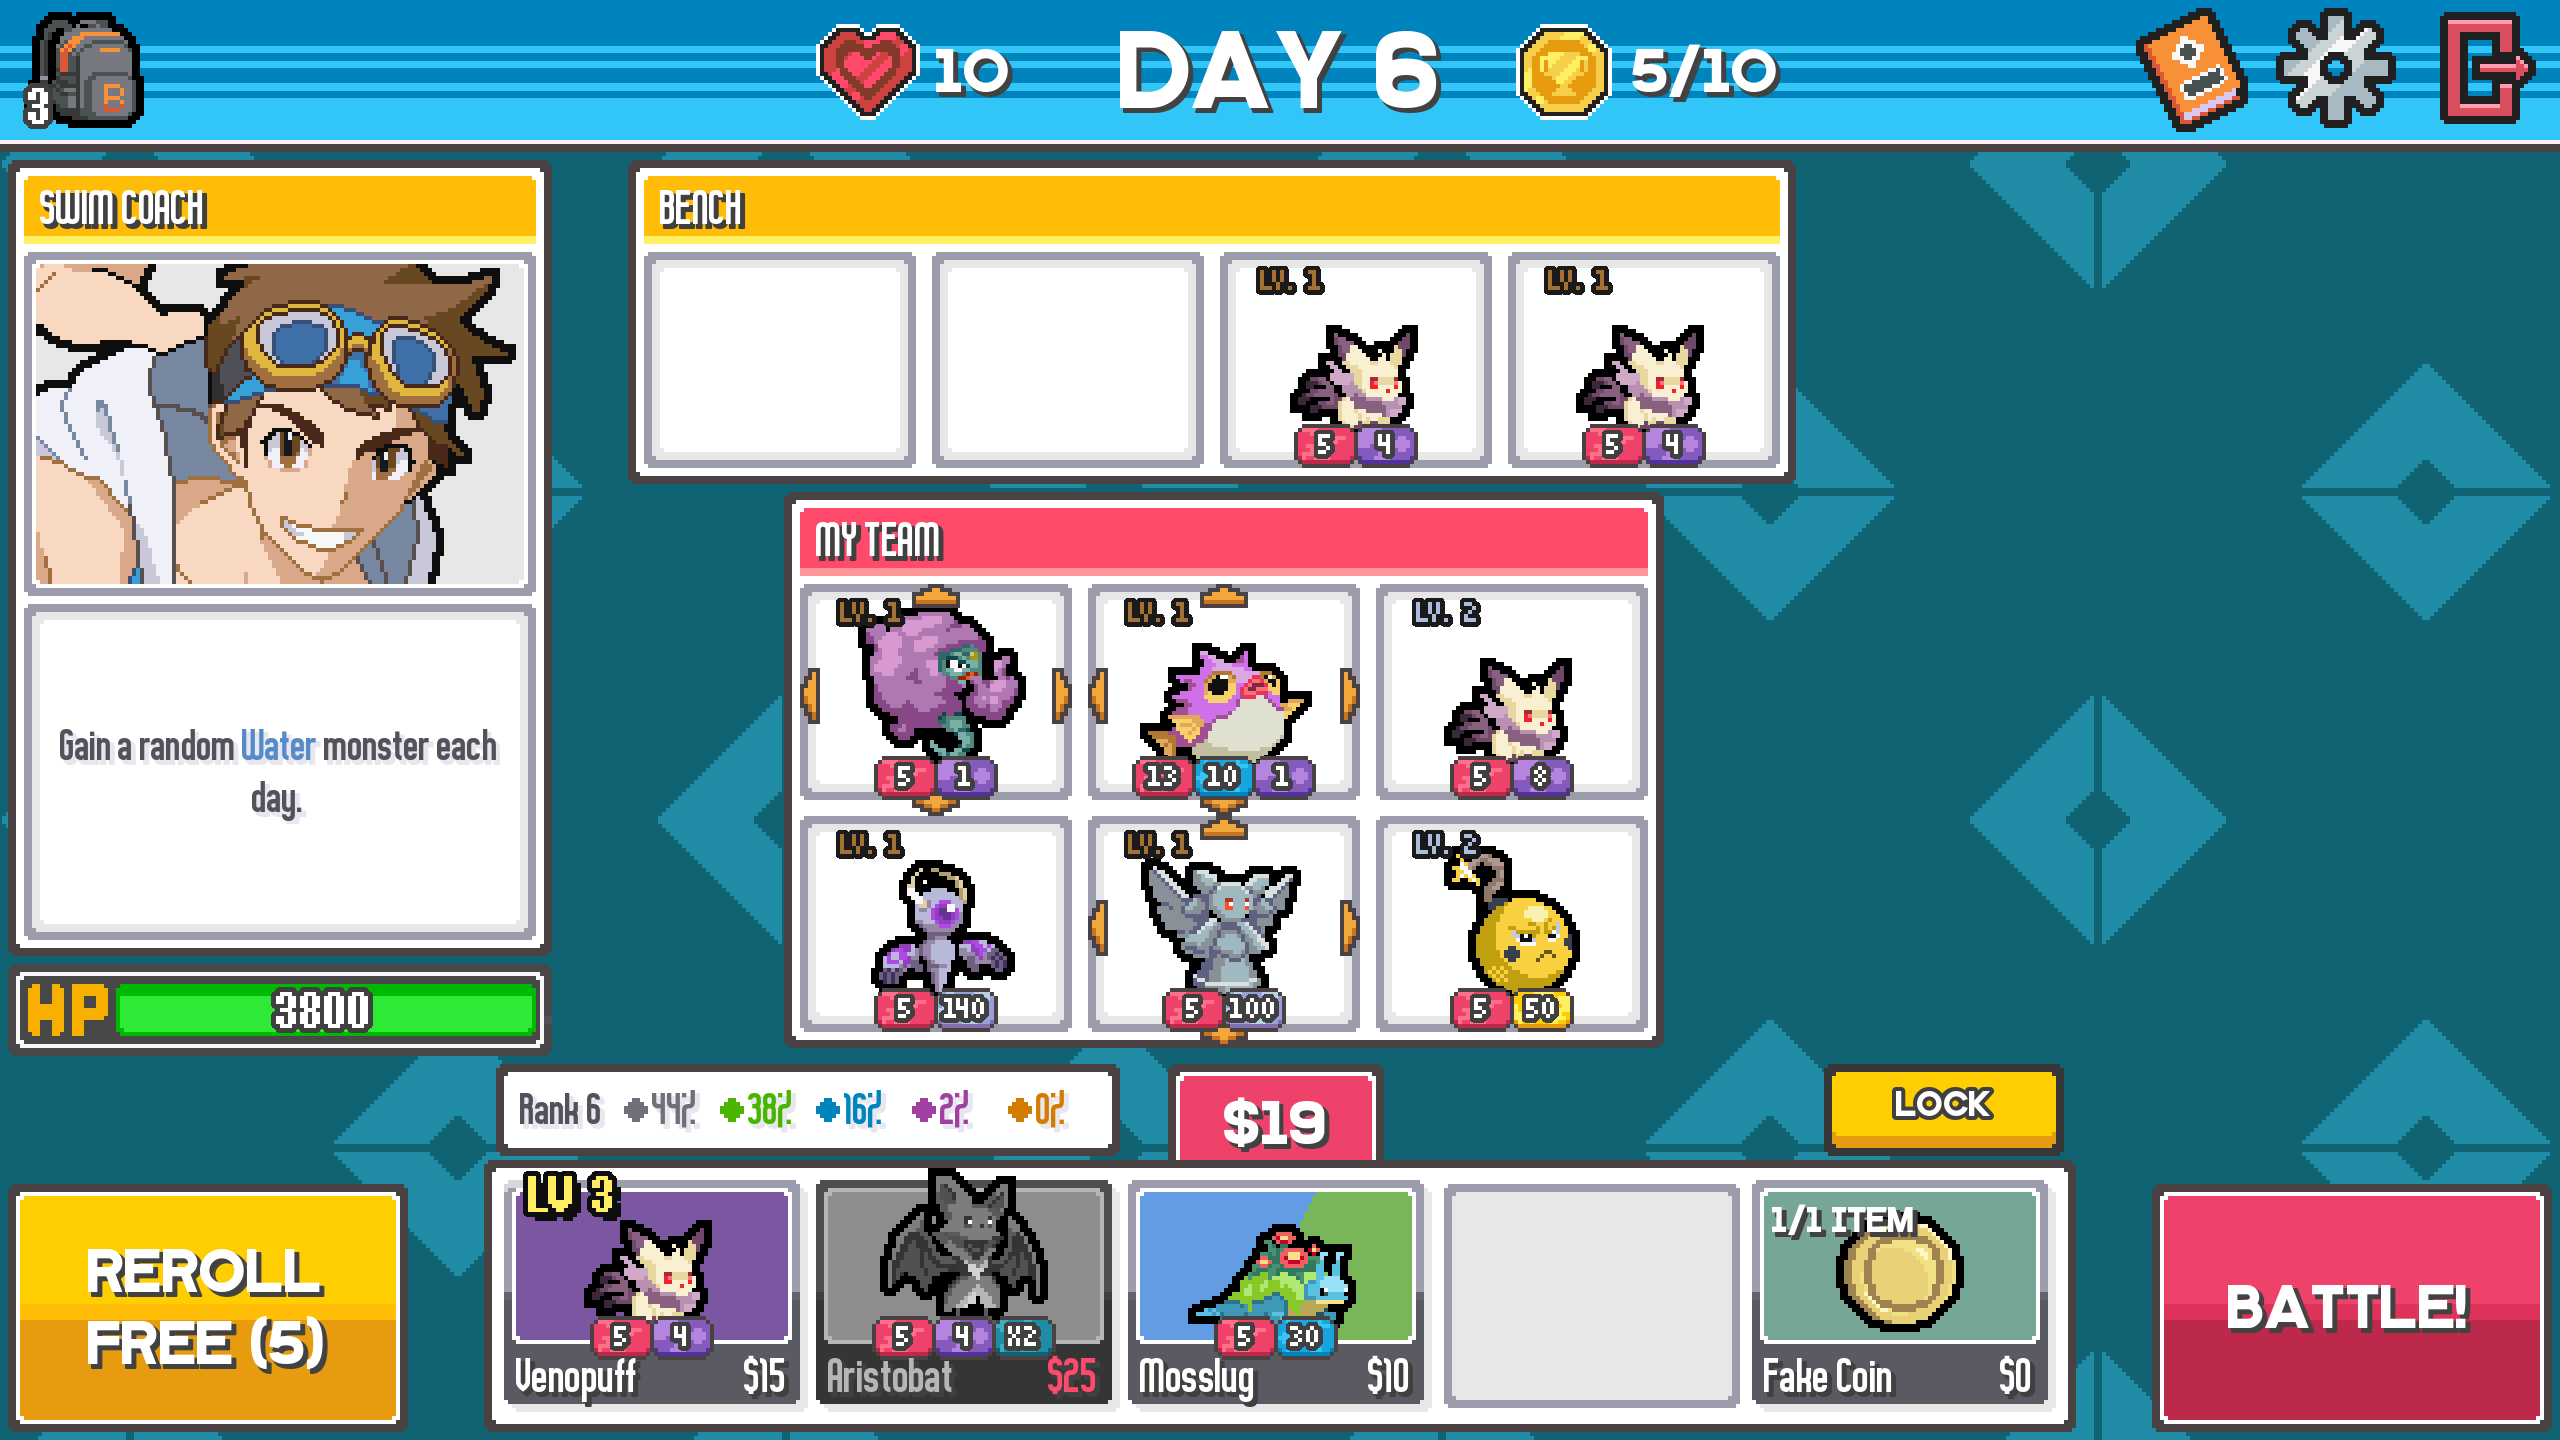 3
B
10
DAY 6
5/10
SWIM COACH
Gain a random Water monster each
day.
HP 3800
BENCH
LV. 1
5 4
LV. 1
5 4
MY TEAM
LV. 1
5 1
LV. 1
13 10 1
LV. 2
5 8
LV. 1
5 140
LV. 1
5 100
LV. 2
5 50
Rank 6 44% 38% 16% 2% 0%
$19
LOCK
REROLL
FREE (5)
LV 3
5 4
Venopuff $15
5 4 X2
Aristobat $25
5 30
Mosslug $10
1/1 ITEM
Fake Coin $0
BATTLE!